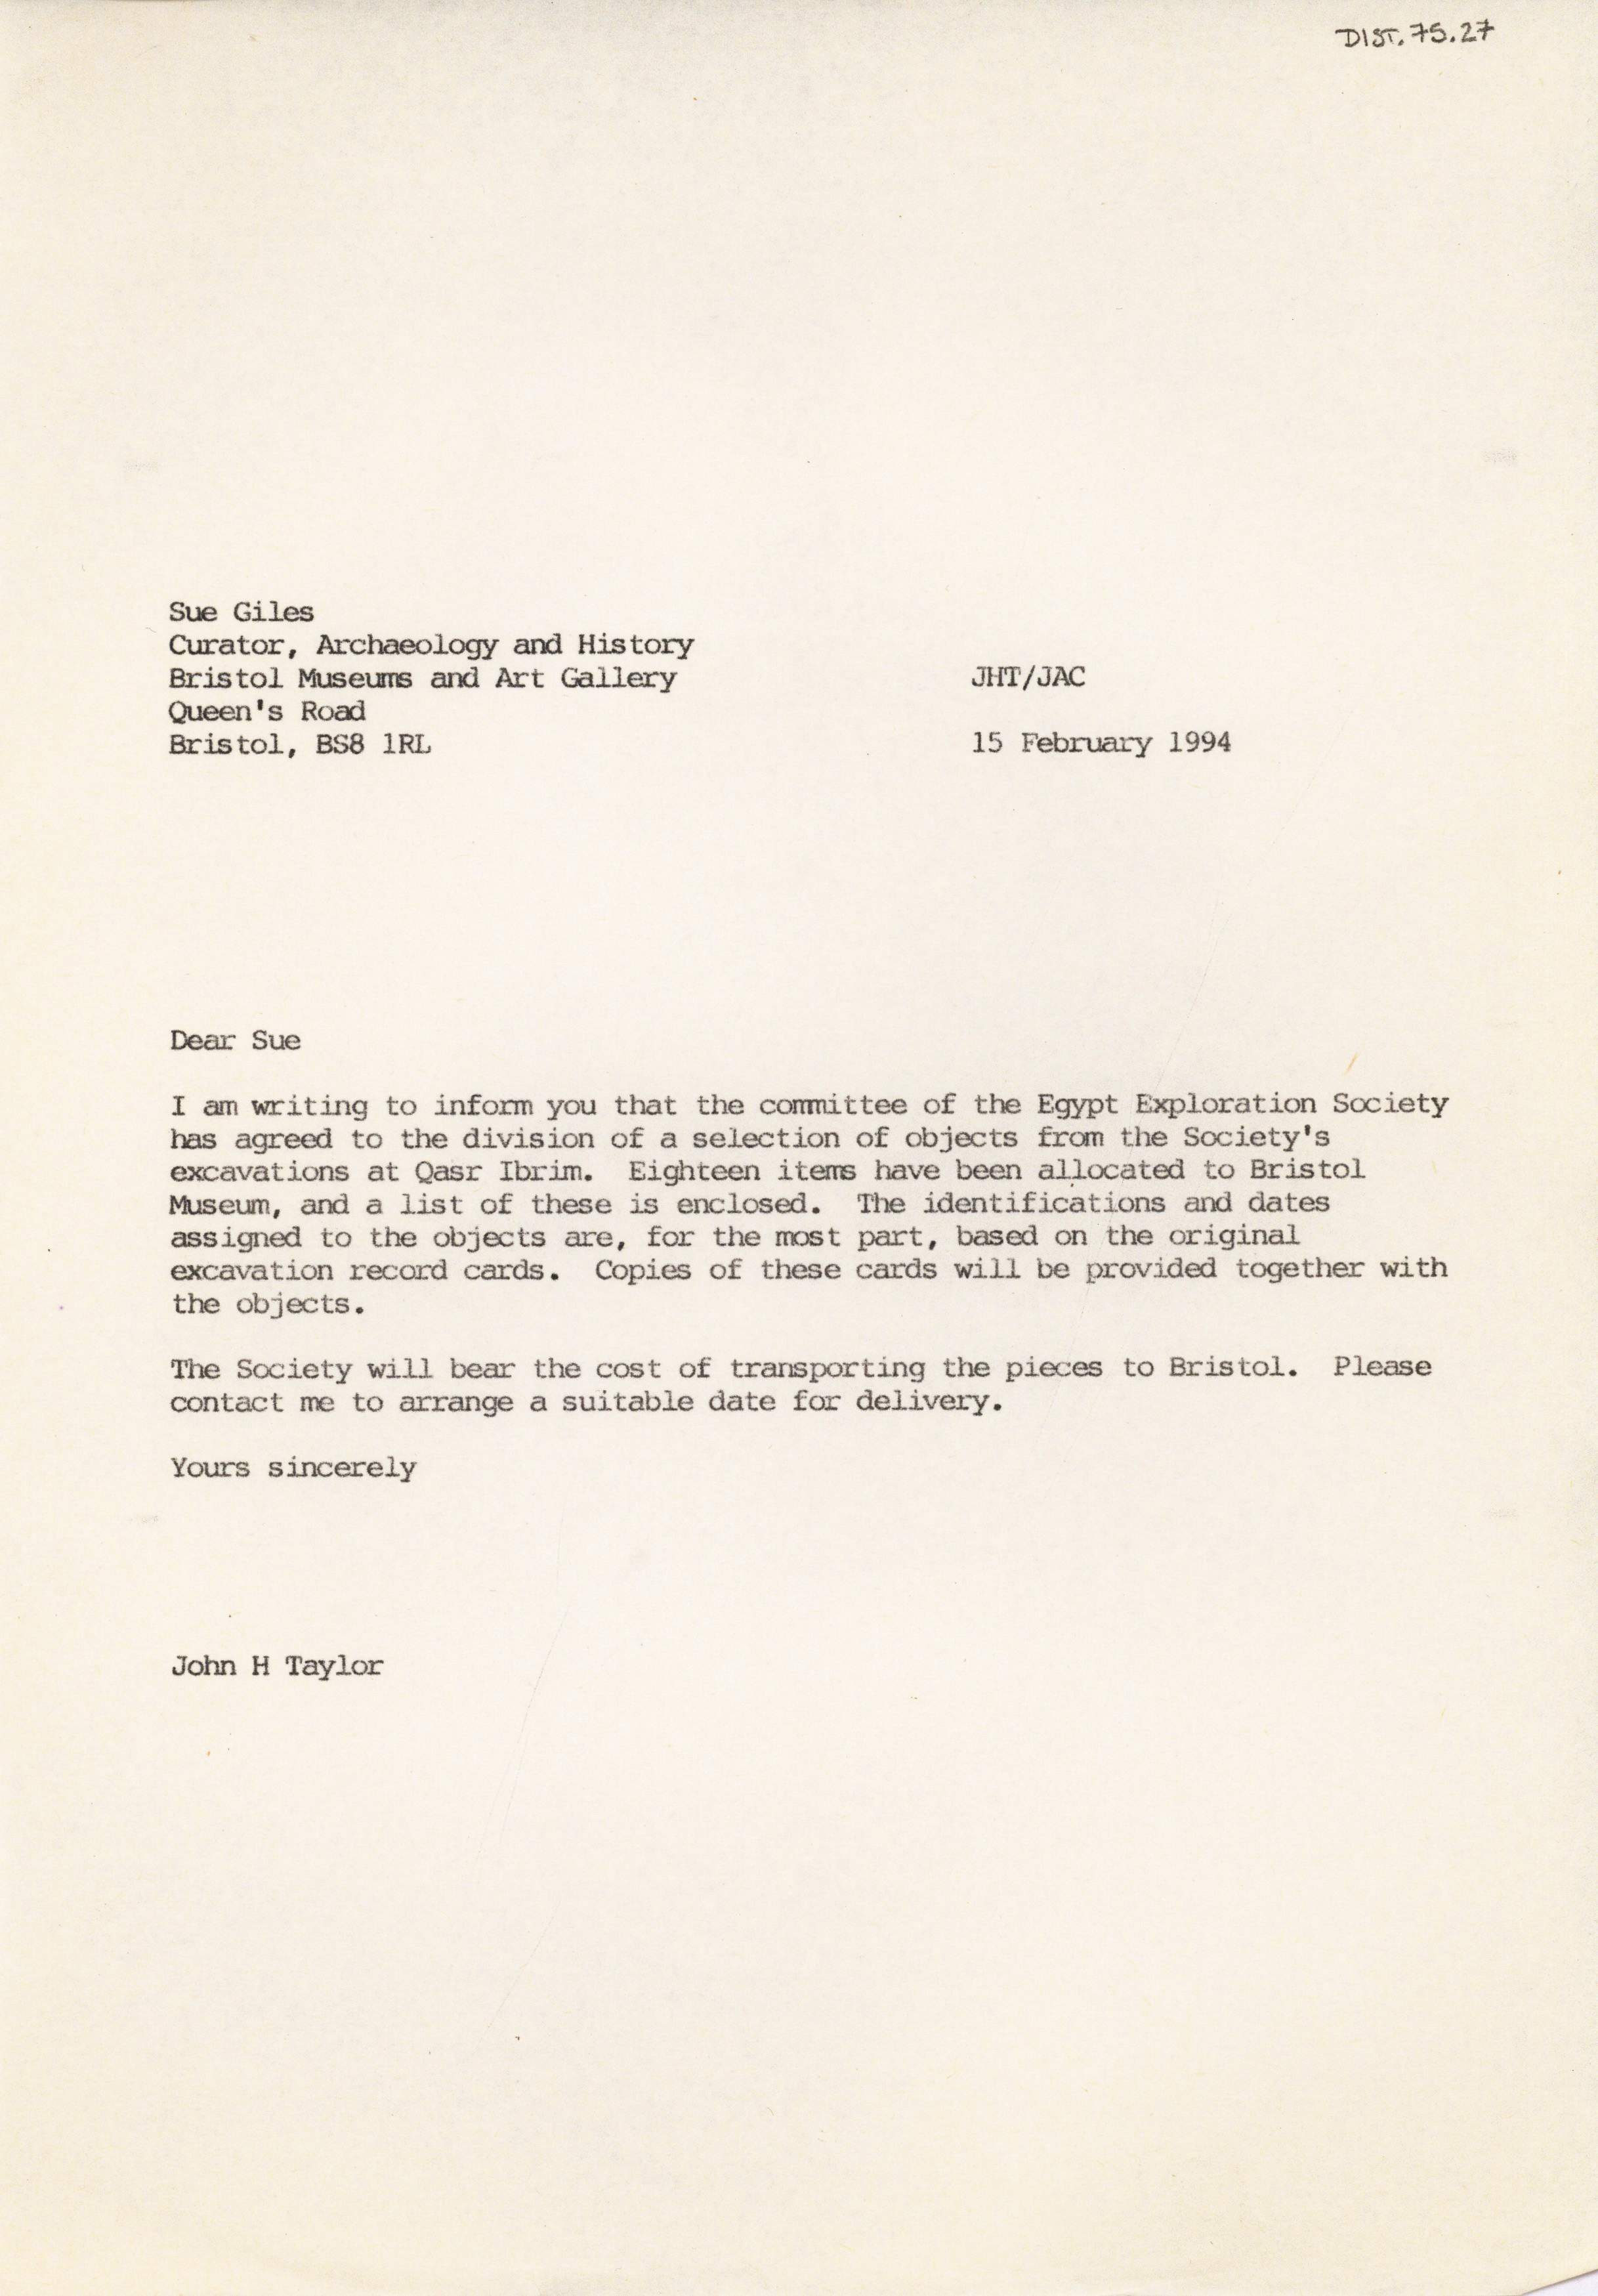 DIST.75.27
Sue Giles
Curator, Archaeology and History
Bristol Museums and Art Gallery
JHT/JAC
Queen's Road
Bristol, BS8 1RL
15 February 1994
Dear Sue
I am writing to inform you that the committee of the Egypt Exploration Society
has agreed to the division of a selection of objects from the Society's
excavations at Qasr Ibrim. Eighteen items have been allocated to Bristol
Museum, and a list of these is enclosed. The identifications and dates
assigned to the objects are, for the most part, based on the original
excavation record cards. Copies of these cards will be provided together with
the objects.
The Society will bear the cost of transporting the pieces to Bristol. Please
contact me to arrange a suitable date for delivery.
Yours sincerely
John H Taylor